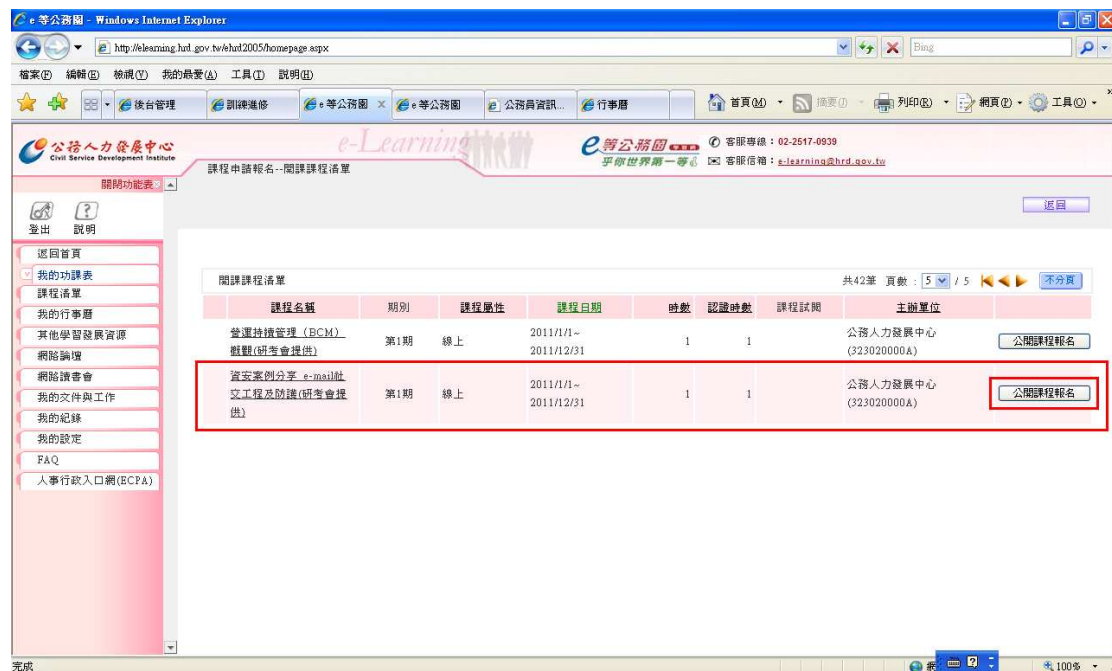 e 等公務園 - Windows Internet Explorer
http://elearning.hrd.gov.tw/ehrd2005/homepage.aspx
Bing
檔案(F) 編輯(E) 檢視(V) 我的最愛(A) 工具(T) 說明(H)
後台管理 訓練進修 e 等公務園 e 等公務園 公務員資訊... 行事曆 首頁(M) 摘要(J) 列印(R) 網頁(P) 工具(O)
公務人力發展中心
Civil Service Development Institute
e-Learning
e等公務園
乎你世界第一等
客服專線：02-2517-0939
客服信箱：e-learning@hrd.gov.tw
課程申請報名--開課課程清單
關閉功能表
登出 說明
返回
返回首頁
我的功課表
課程清單
我的行事曆
其他學習發展資源
網路論壇
網路讀書會
我的文件與工作
我的紀錄
我的設定
FAQ
人事行政入口網(ECPA)
開課課程清單 共42筆 頁數：5 / 5 不分頁
課程名稱 期別 課程屬性 課程日期 時數 認證時數 課程試閱 主辦單位
營運持續管理（BCM）
概觀(研考會提供)
第1期 線上
2011/1/1~
2011/12/31
1 1
公務人力發展中心
(323020000A)
公開課程報名
資安案例分享_e-mail社
交工程及防護(研考會提
供)
第1期 線上
2011/1/1~
2011/12/31
1 1
公務人力發展中心
(323020000A)
公開課程報名
完成
100%